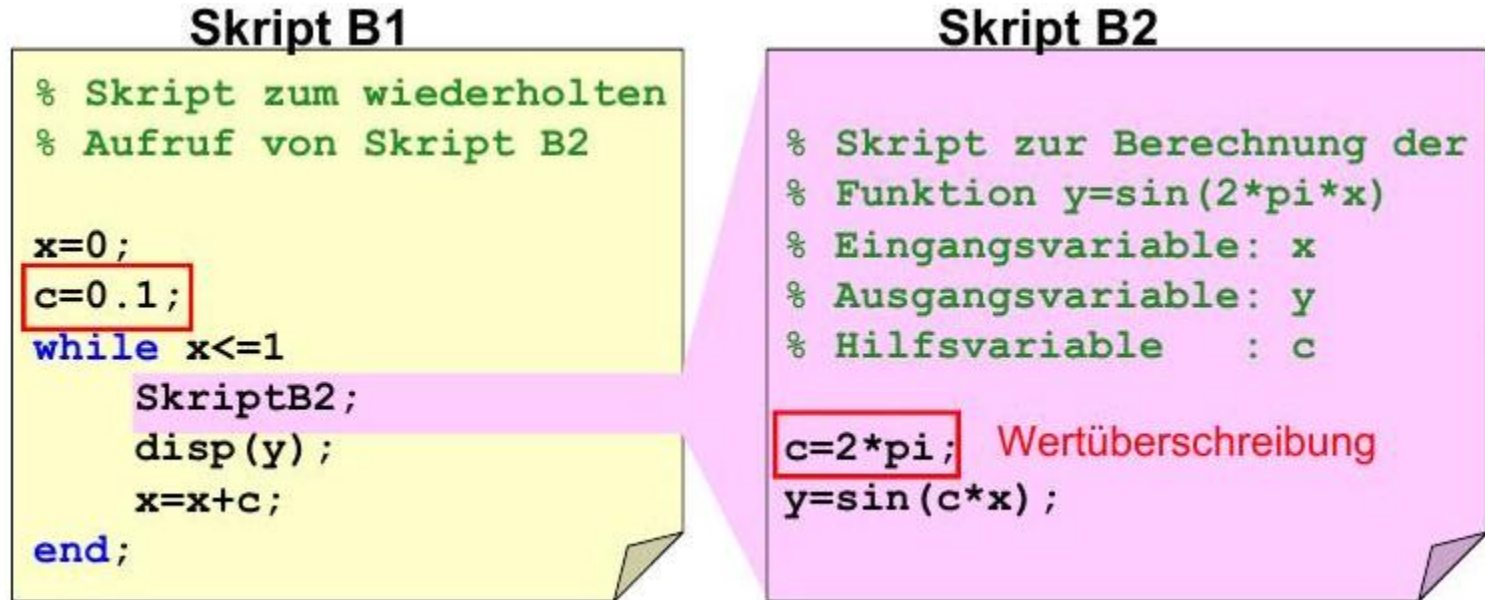 Skript B1
% Skript zum wiederholten
% Aufruf von Skript B2
x=0;
c=0.1;
while x<=1
SkriptB2;
disp(y);
x=x+c;
end;
Skript B2
% Skript zur Berechnung der
% Funktion y=sin(2*pi*x)
% Eingangsvariable: x
% Ausgangsvariable: y
% Hilfsvariable   : c
c=2*pi; Wertüberschreibung
y=sin(c*x);